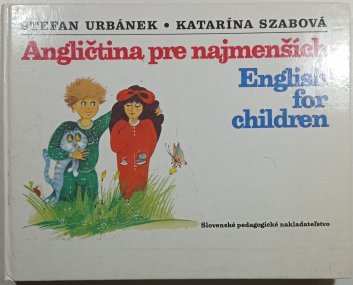 ŠTEFAN URBÁNEK • KATARÍNA SZABOVÁ
Angličtina pre najmenších
English
for
children
Slovenské pedagogické nakladateľstvo